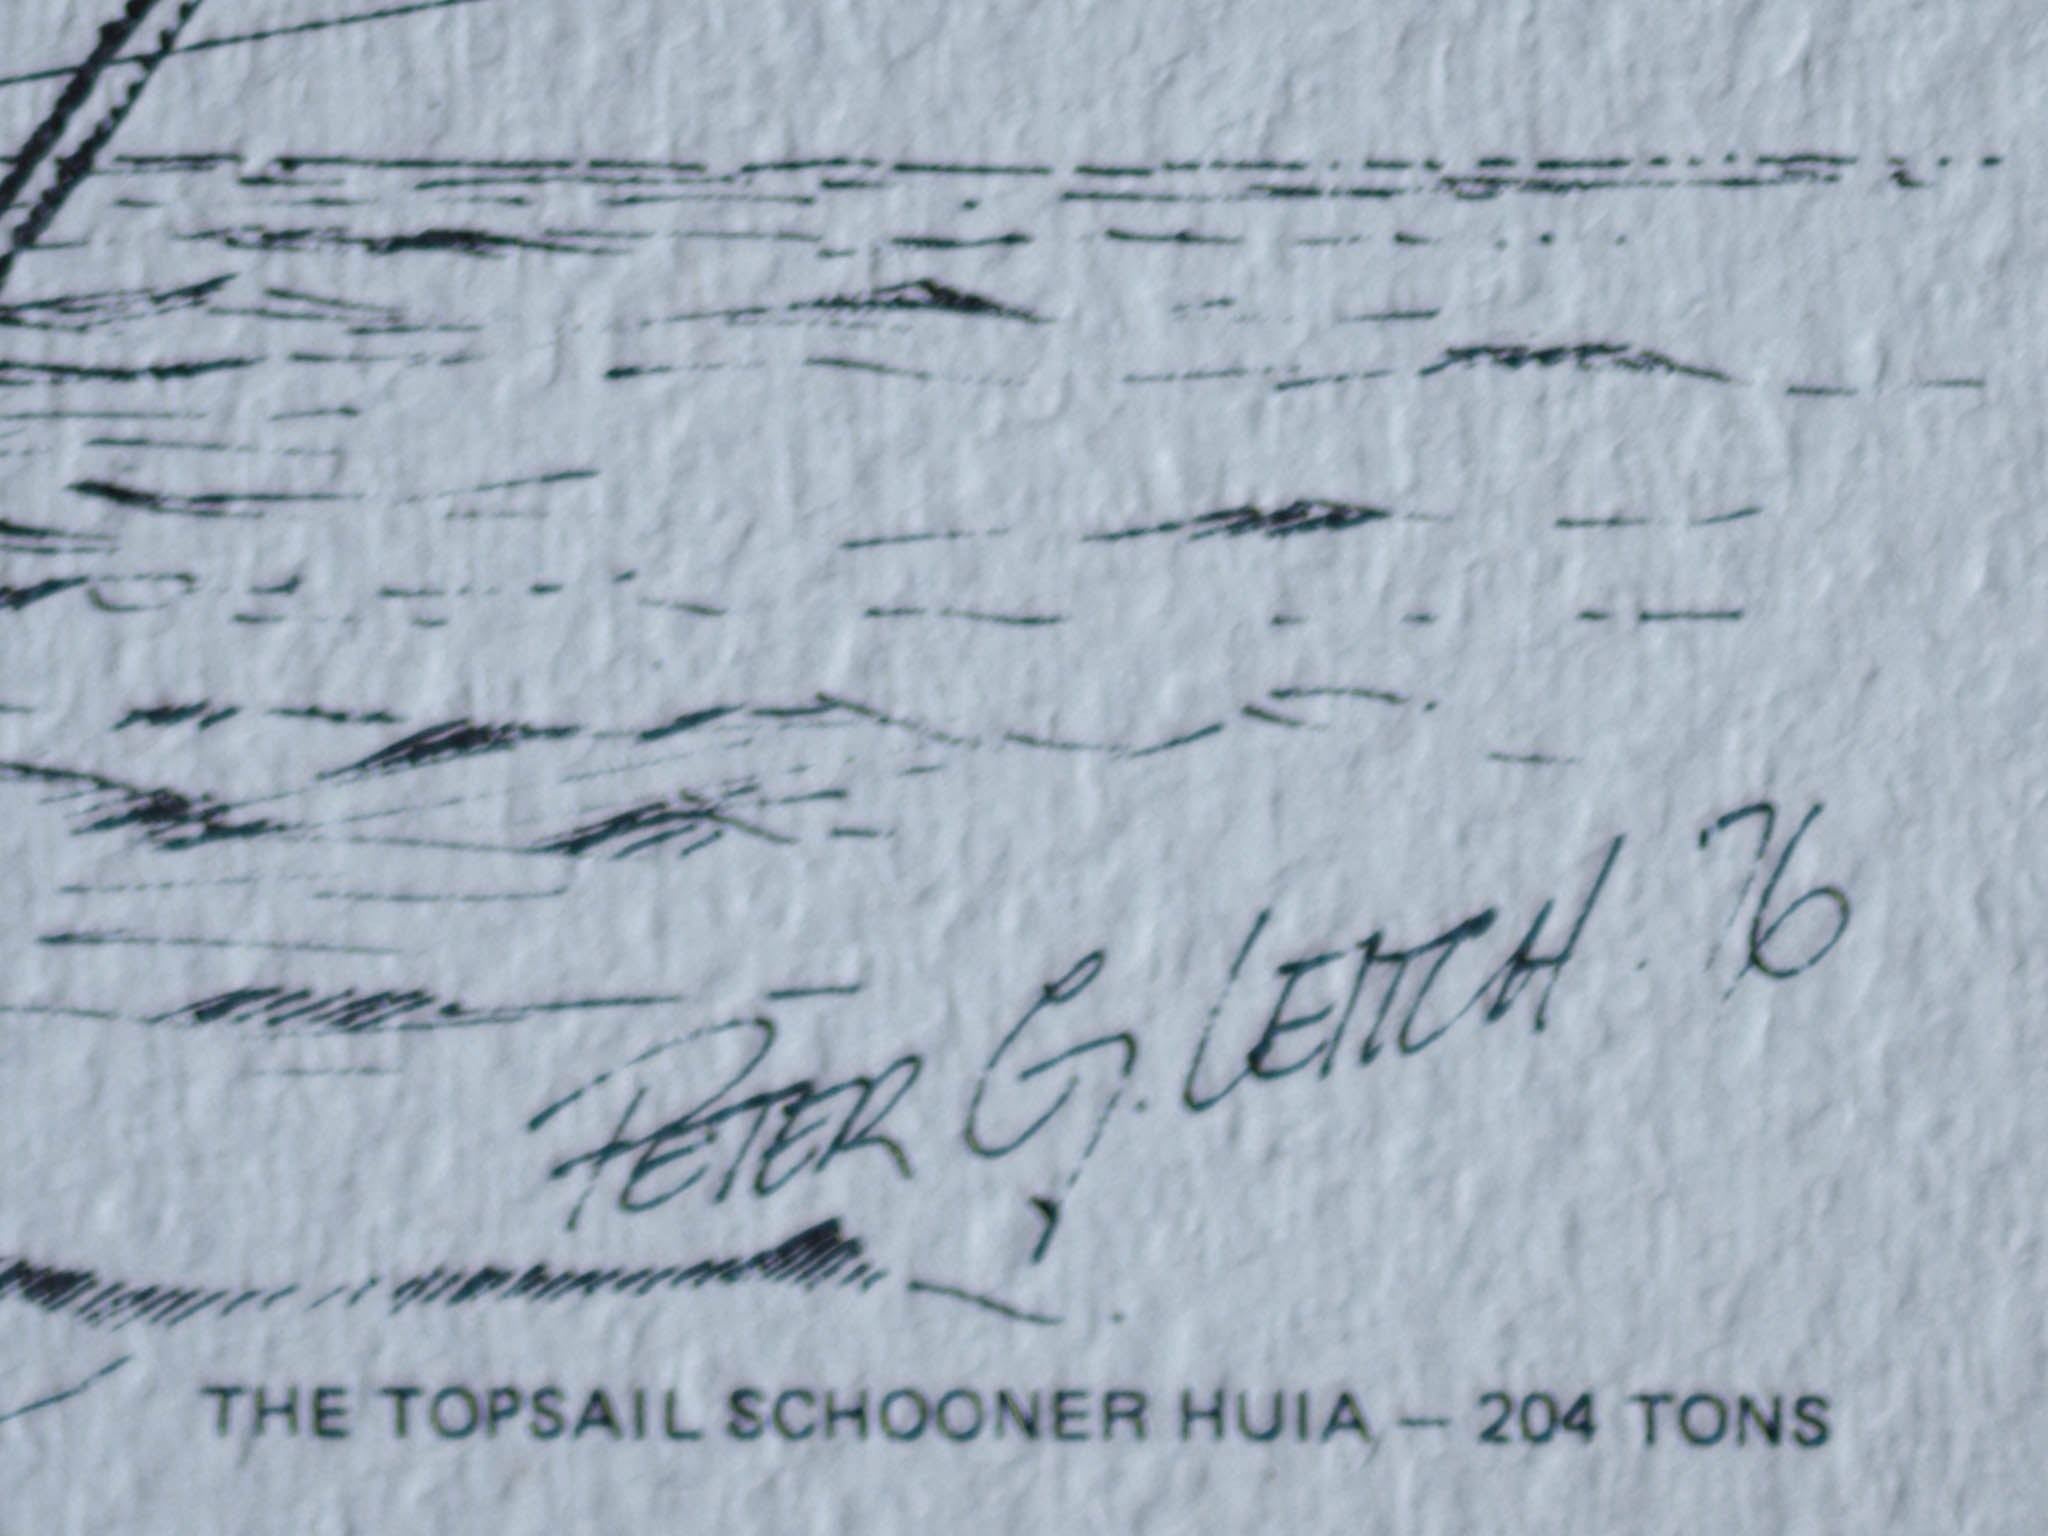 PETER G. LEITCH. 76
THE TOPSAIL SCHOONER HUIA — 204 TONS